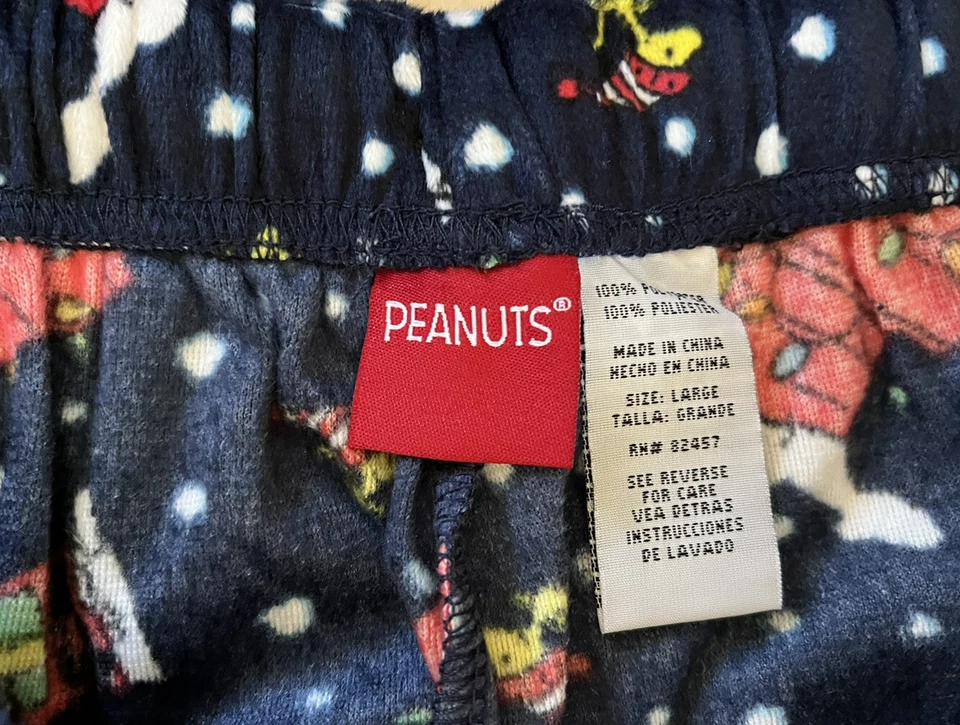 PEANUTS®
100% POLYESTER
100% POLIESTER
MADE IN CHINA
HECHO EN CHINA
SIZE: LARGE
TALLA: GRANDE
RN# 82457
SEE REVERSE
FOR CARE
VEA DETRAS
INSTRUCCIONES
DE LAVADO